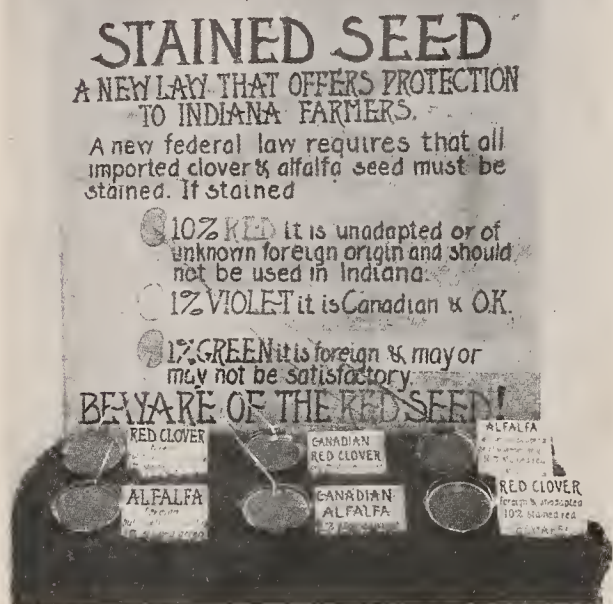 STAINED SEED
A NEW LAW THAT OFFERS PROTECTION
TO INDIANA FARMERS.
A new federal law requires that all
imported clover & alfalfa seed must be
stained. If stained
10% RED it is unadapted or of
unknown foreign origin and should
not be used in Indiana.
1% VIOLET it is Canadian & O.K.
1% GREEN it is foreign & may or
may not be satisfactory.
BEWARE OF THE RED SEED!
RED CLOVER
CANADIAN
RED CLOVER
ALFALFA
ALFALFA
foreign
CANADIAN
ALFALFA
RED CLOVER
foreign & unadapted
10% stained red
BEWARE!